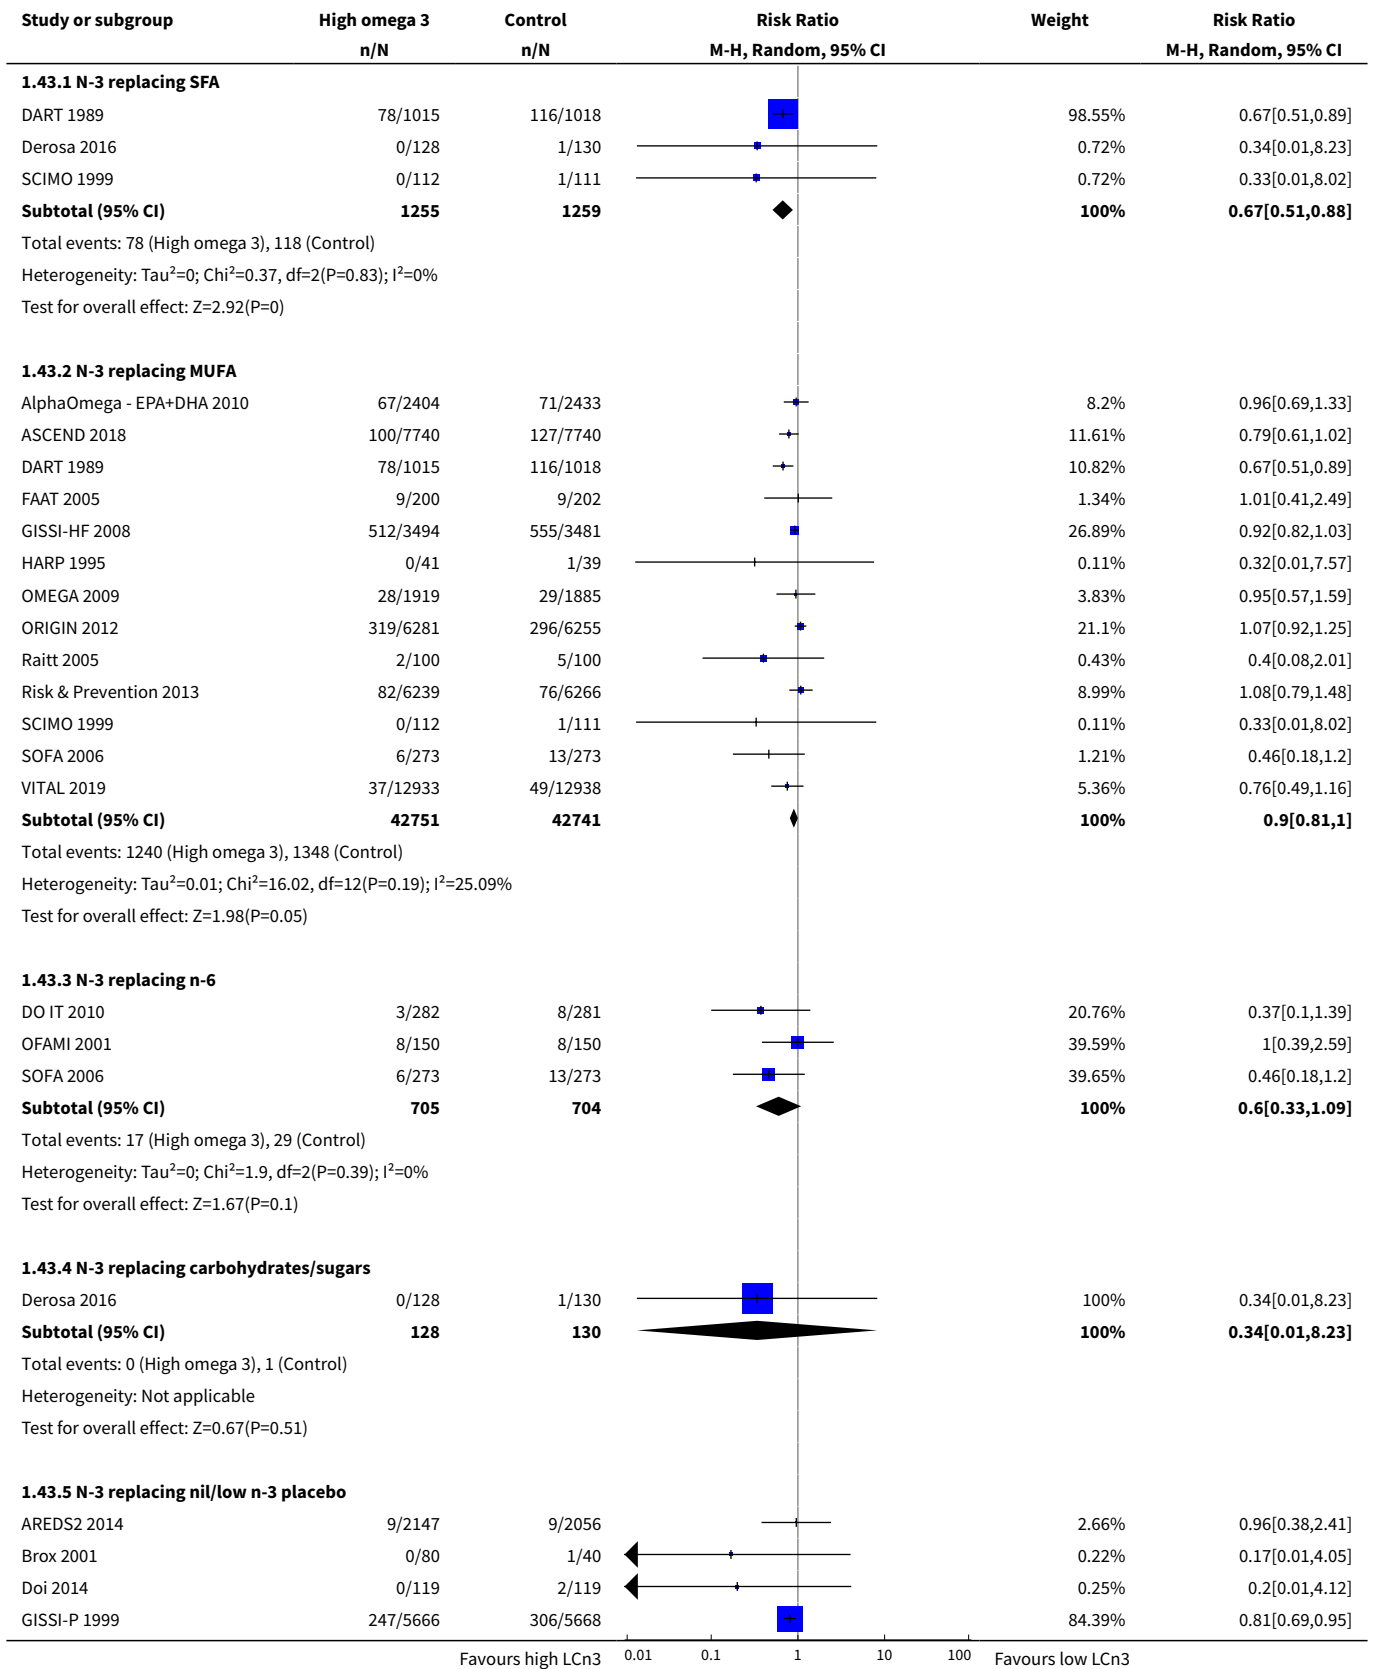 Study or subgroup High omega 3 Control Risk Ratio Weight Risk Ratio
n/N n/N M-H, Random, 95% CI M-H, Random, 95% CI
1.43.1 N-3 replacing SFA
DART 1989 78/1015 116/1018 98.55% 0.67[0.51,0.89]
Derosa 2016 0/128 1/130 0.72% 0.34[0.01,8.23]
SCIMO 1999 0/112 1/111 0.72% 0.33[0.01,8.02]
Subtotal (95% CI) 1255 1259 100% 0.67[0.51,0.88]
Total events: 78 (High omega 3), 118 (Control)
Heterogeneity: Tau²=0; Chi²=0.37, df=2(P=0.83); I²=0%
Test for overall effect: Z=2.92(P=0)
1.43.2 N-3 replacing MUFA
AlphaOmega - EPA+DHA 2010 67/2404 71/2433 8.2% 0.96[0.69,1.33]
ASCEND 2018 100/7740 127/7740 11.61% 0.79[0.61,1.02]
DART 1989 78/1015 116/1018 10.82% 0.67[0.51,0.89]
FAAT 2005 9/200 9/202 1.34% 1.01[0.41,2.49]
GISSI-HF 2008 512/3494 555/3481 26.89% 0.92[0.82,1.03]
HARP 1995 0/41 1/39 0.11% 0.32[0.01,7.57]
OMEGA 2009 28/1919 29/1885 3.83% 0.95[0.57,1.59]
ORIGIN 2012 319/6281 296/6255 21.1% 1.07[0.92,1.25]
Raitt 2005 2/100 5/100 0.43% 0.4[0.08,2.01]
Risk & Prevention 2013 82/6239 76/6266 8.99% 1.08[0.79,1.48]
SCIMO 1999 0/112 1/111 0.11% 0.33[0.01,8.02]
SOFA 2006 6/273 13/273 1.21% 0.46[0.18,1.2]
VITAL 2019 37/12933 49/12938 5.36% 0.76[0.49,1.16]
Subtotal (95% CI) 42751 42741 100% 0.9[0.81,1]
Total events: 1240 (High omega 3), 1348 (Control)
Heterogeneity: Tau²=0.01; Chi²=16.02, df=12(P=0.19); I²=25.09%
Test for overall effect: Z=1.98(P=0.05)
1.43.3 N-3 replacing n-6
DO IT 2010 3/282 8/281 20.76% 0.37[0.1,1.39]
OFAMI 2001 8/150 8/150 39.59% 1[0.39,2.59]
SOFA 2006 6/273 13/273 39.65% 0.46[0.18,1.2]
Subtotal (95% CI) 705 704 100% 0.6[0.33,1.09]
Total events: 17 (High omega 3), 29 (Control)
Heterogeneity: Tau²=0; Chi²=1.9, df=2(P=0.39); I²=0%
Test for overall effect: Z=1.67(P=0.1)
1.43.4 N-3 replacing carbohydrates/sugars
Derosa 2016 0/128 1/130 100% 0.34[0.01,8.23]
Subtotal (95% CI) 128 130 100% 0.34[0.01,8.23]
Total events: 0 (High omega 3), 1 (Control)
Heterogeneity: Not applicable
Test for overall effect: Z=0.67(P=0.51)
1.43.5 N-3 replacing nil/low n-3 placebo
AREDS2 2014 9/2147 9/2056 2.66% 0.96[0.38,2.41]
Brox 2001 0/80 1/40 0.22% 0.17[0.01,4.05]
Doi 2014 0/119 2/119 0.25% 0.2[0.01,4.12]
GISSI-P 1999 247/5666 306/5668 84.39% 0.81[0.69,0.95]
Favours high LCn3 0.01 0.1 1 10 100 Favours low LCn3